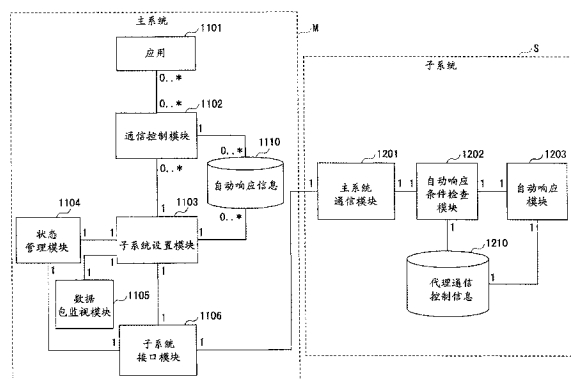 主系统
M
1101
应用
0..*
0..*
1102
通信控制模块
1
1110
0..*
自动响应信息
0..*
0..*
1
1103
子系统设置模块
1
1104
状态
管理模块
1
1
1
1
1
1
数据
包监视模块
1105
1
1
1106
子系统
接口模块
1
1
S
子系统
1201
1
主系统
通信模块
1
1202
1
自动响应
条件检查
模块
1
1203
1
自动响应模块
1
1
1210
代理通信
控制信息
1